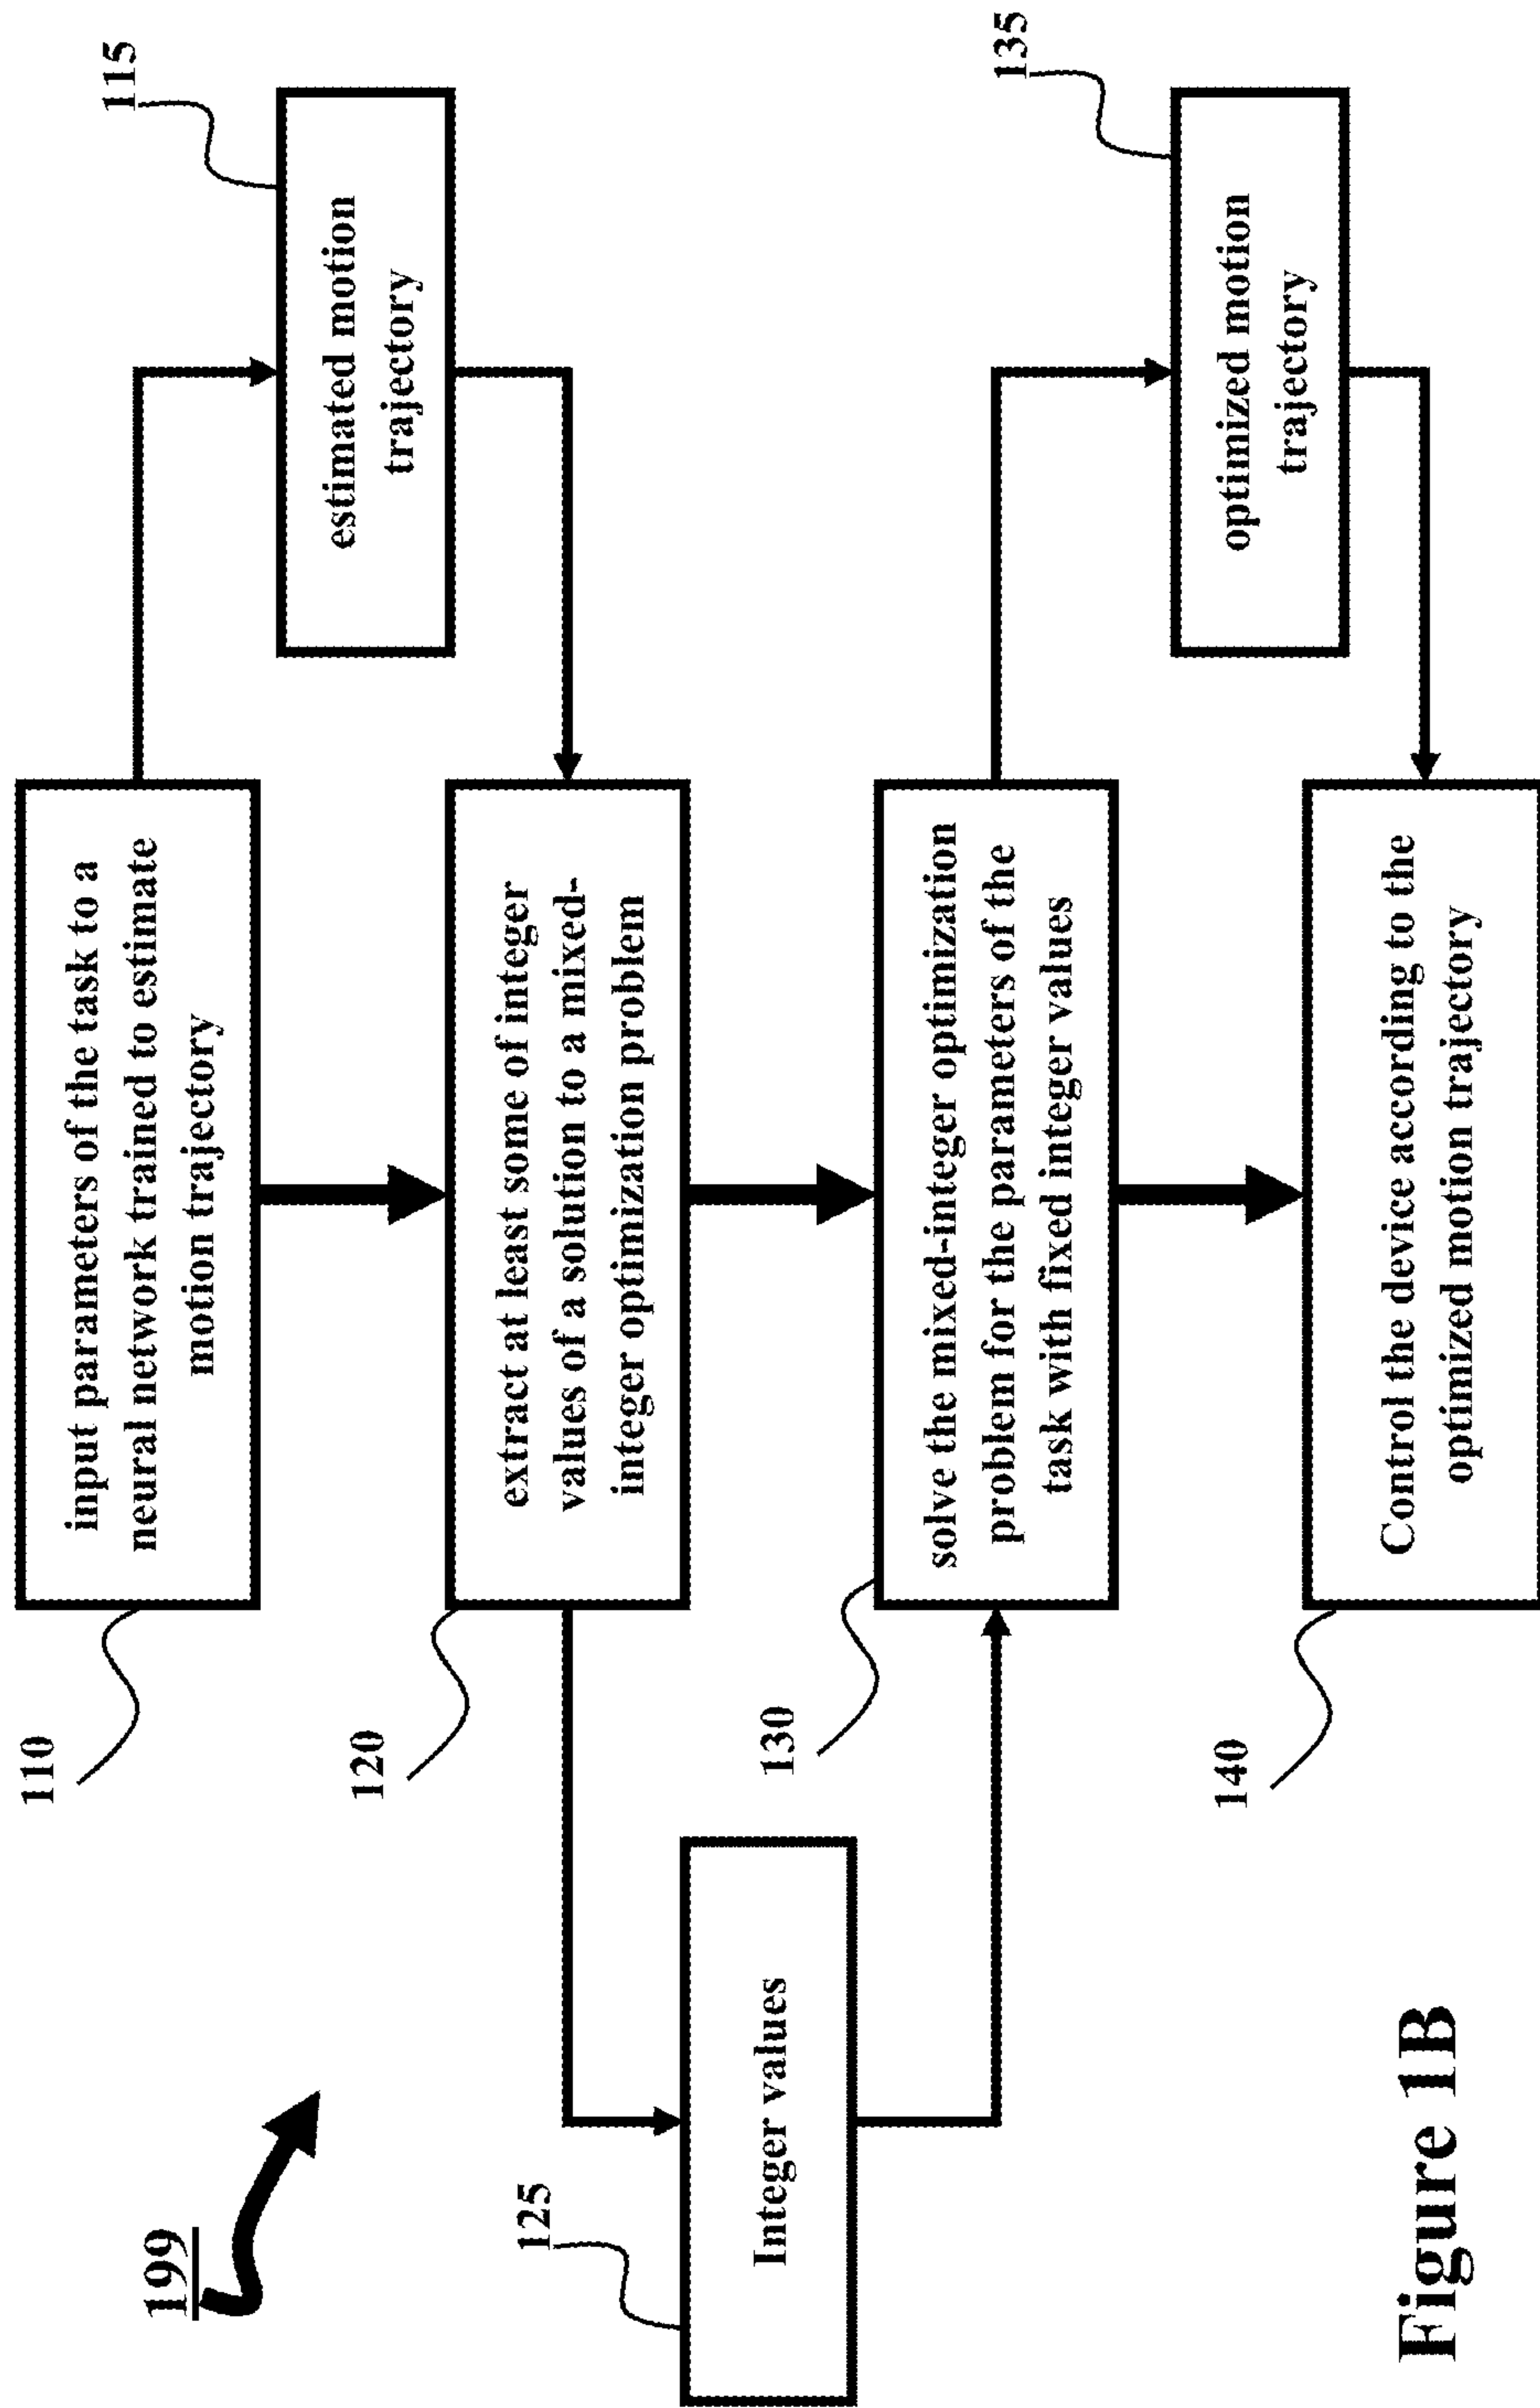 199
110
input parameters of the task to a
neural network trained to estimate
motion trajectory
115
estimated motion
trajectory
120
extract at least some of integer
values of a solution to a mixed-
integer optimization problem
125
Integer values
130
solve the mixed-integer optimization
problem for the parameters of the
task with fixed integer values
135
optimized motion
trajectory
140
Control the device according to the
optimized motion trajectory
Figure 1B